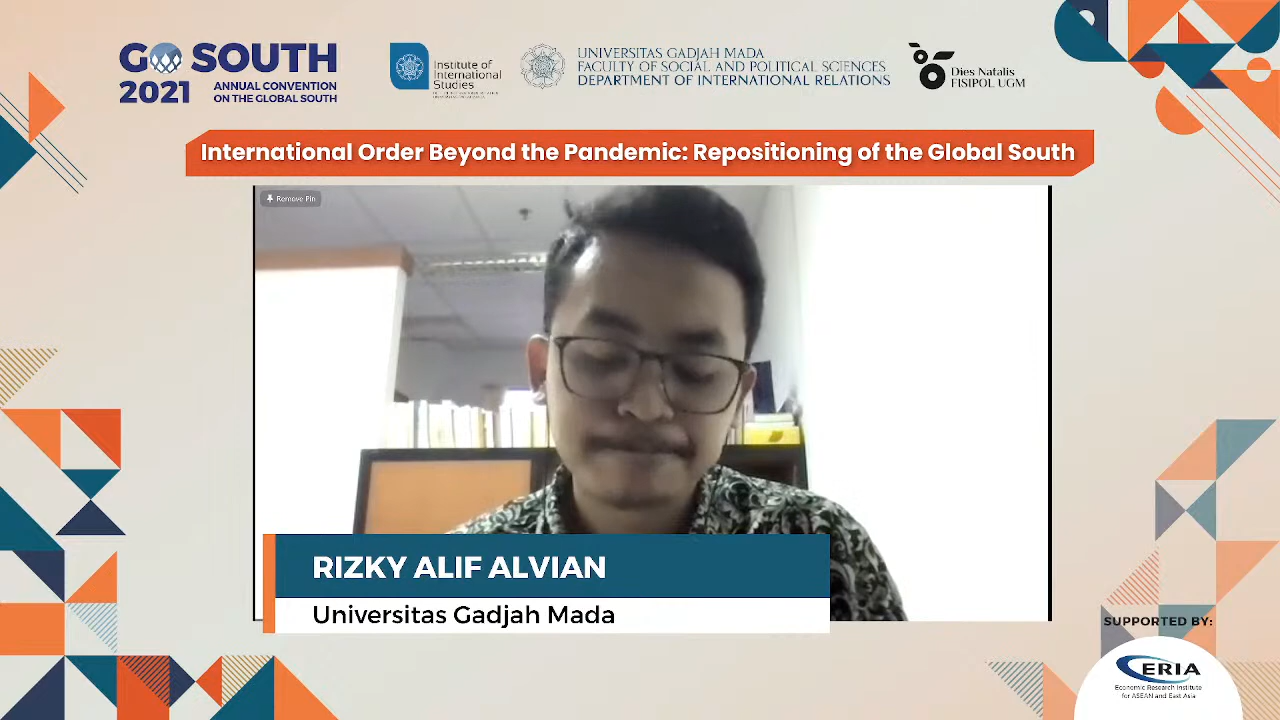 GO SOUTH
2021 ANNUAL CONVENTION
ON THE GLOBAL SOUTH
Institute of
International
Studies
UNIVERSITAS GADJAH MADA
FACULTY OF SOCIAL AND POLITICAL SCIENCES
DEPARTMENT OF INTERNATIONAL RELATIONS
Dies Natalis
FISIPOL UGM
International Order Beyond the Pandemic: Repositioning of the Global South
Remove Pin
RIZKY ALIF ALVIAN
Universitas Gadjah Mada
SUPPORTED BY:
ERIA
Economic Research Institute
for ASEAN and East Asia